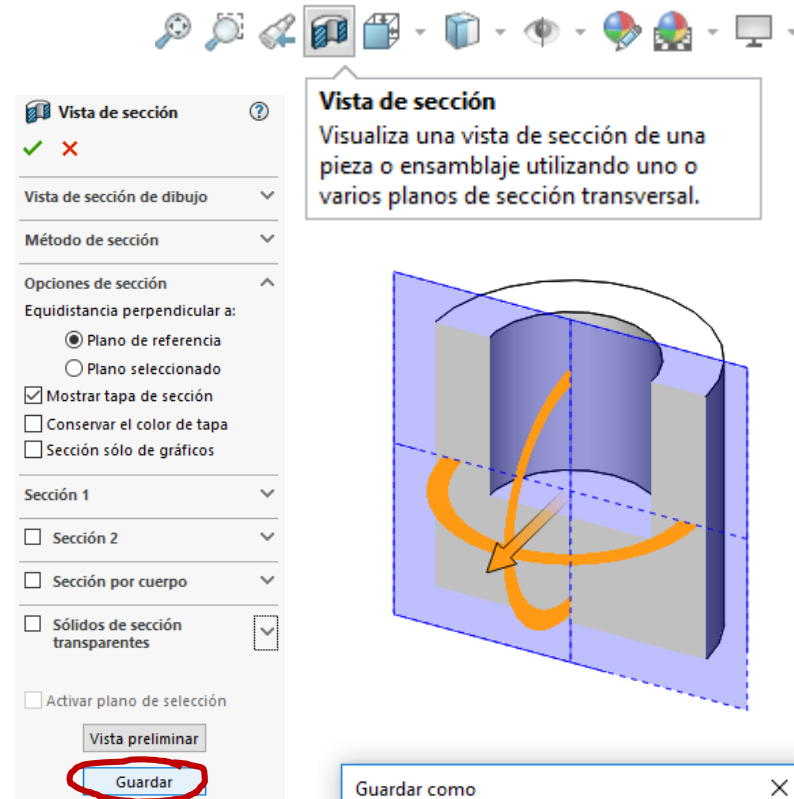 Vista de sección
Visualiza una vista de sección de una
pieza o ensamblaje utilizando uno o
varios planos de sección transversal.
Vista de sección
Vista de sección de dibujo
Método de sección
Opciones de sección
Equidistancia perpendicular a:
Plano de referencia
Plano seleccionado
Mostrar tapa de sección
Conservar el color de tapa
Sección sólo de gráficos
Sección 1
Sección 2
Sección por cuerpo
Sólidos de sección
transparentes
Activar plano de selección
Vista preliminar
Guardar
Guardar como